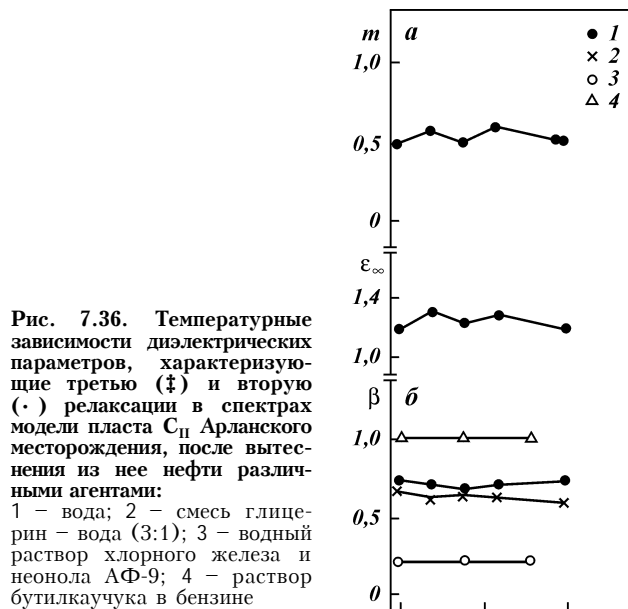 m а
1
2
3
4
1,0
0,5
0
ε∞
1,4
1,0
β б
1,0
0,5
0
Рис. 7.36. Температурные
зависимости диэлектрических
параметров, характеризую-
щие третью (‡) и вторую
(·) релаксации в спектрах
модели пласта CII Арланского
месторождения, после вытес-
нения из нее нефти различ-
ными агентами:
1 – вода; 2 – смесь глице-
рин – вода (3:1); 3 – водный
раствор хлорного железа и
неонола АФ-9; 4 – раствор
бутилкаучука в бензине